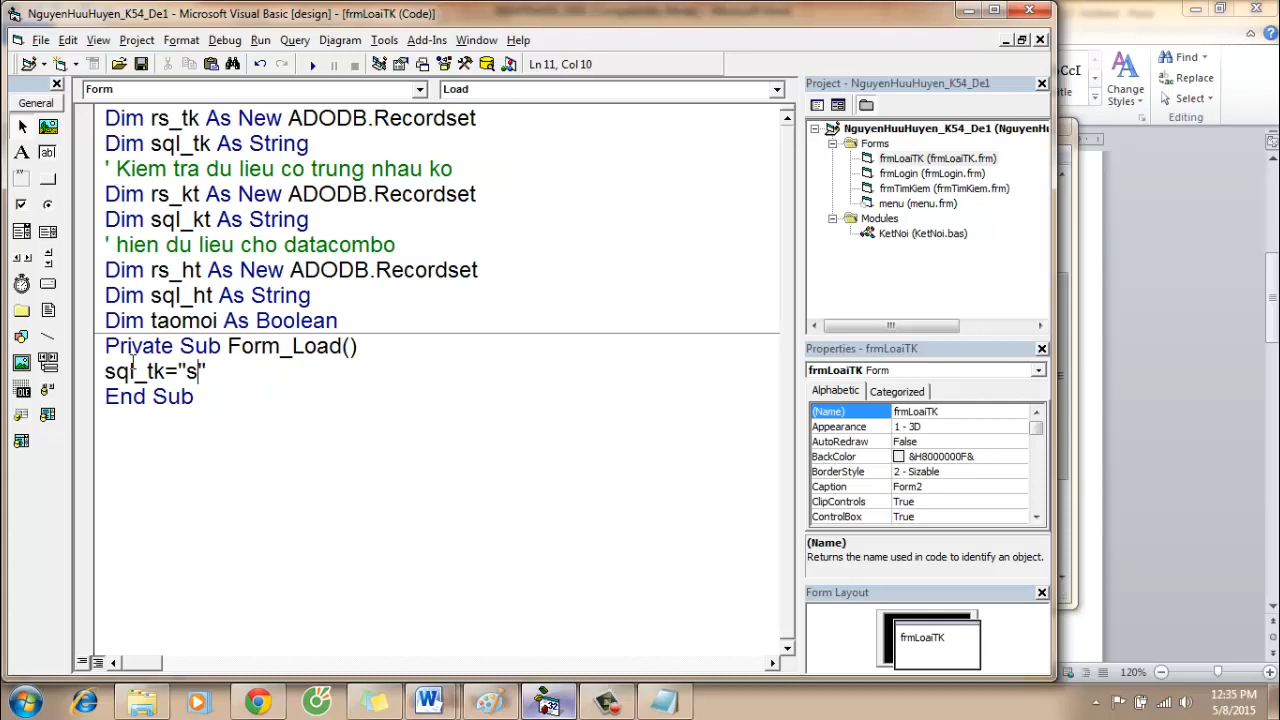 NguyenHuuHuyen_K54_De1 - Microsoft Visual Basic [design] - [frmLoaiTK (Code)]
File Edit View Project Format Debug Run Query Diagram Tools Add-Ins Window Help
Ln 11, Col 10
General
Form
Load
Dim rs_tk As New ADODB.Recordset
Dim sql_tk As String
' Kiem tra du lieu co trung nhau ko
Dim rs_kt As New ADODB.Recordset
Dim sql_kt As String
' hien du lieu cho datacombo
Dim rs_ht As New ADODB.Recordset
Dim sql_ht As String
Dim taomoi As Boolean
Private Sub Form_Load()
sql_tk="s"
End Sub
Project - NguyenHuuHuyen_K54_De1
NguyenHuuHuyen_K54_De1 (NguyenHu
Forms
frmLoaiTK (frmLoaiTK.frm)
frmLogin (frmLogin.frm)
frmTimKiem (frmTimKiem.frm)
menu (menu.frm)
Modules
KetNoi (KetNoi.bas)
Properties - frmLoaiTK
frmLoaiTK Form
Alphabetic Categorized
(Name) frmLoaiTK
Appearance 1 - 3D
AutoRedraw False
BackColor &H8000000F&
BorderStyle 2 - Sizable
Caption Form2
ClipControls True
ControlBox True
(Name)
Returns the name used in code to identify an object.
Form Layout
frmLoaiTK
Change
Styles
Find
Replace
Select
Editing
120%
12:35 PM
5/8/2015